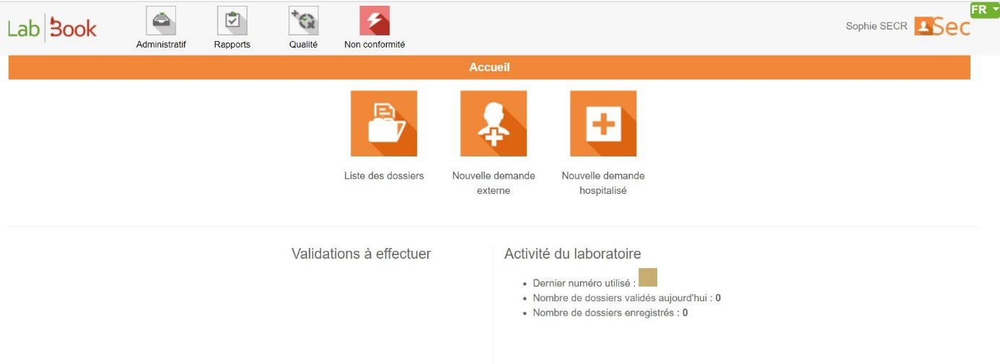 Lab Book
Administratif
Rapports
Qualité
Non conformité
Sophie SECR
Sec
FR
Accueil
Liste des dossiers
Nouvelle demande
externe
Nouvelle demande
hospitalisé
Validations à effectuer
Activité du laboratoire
Dernier numéro utilisé :
Nombre de dossiers validés aujourd'hui : 0
Nombre de dossiers enregistrés : 0